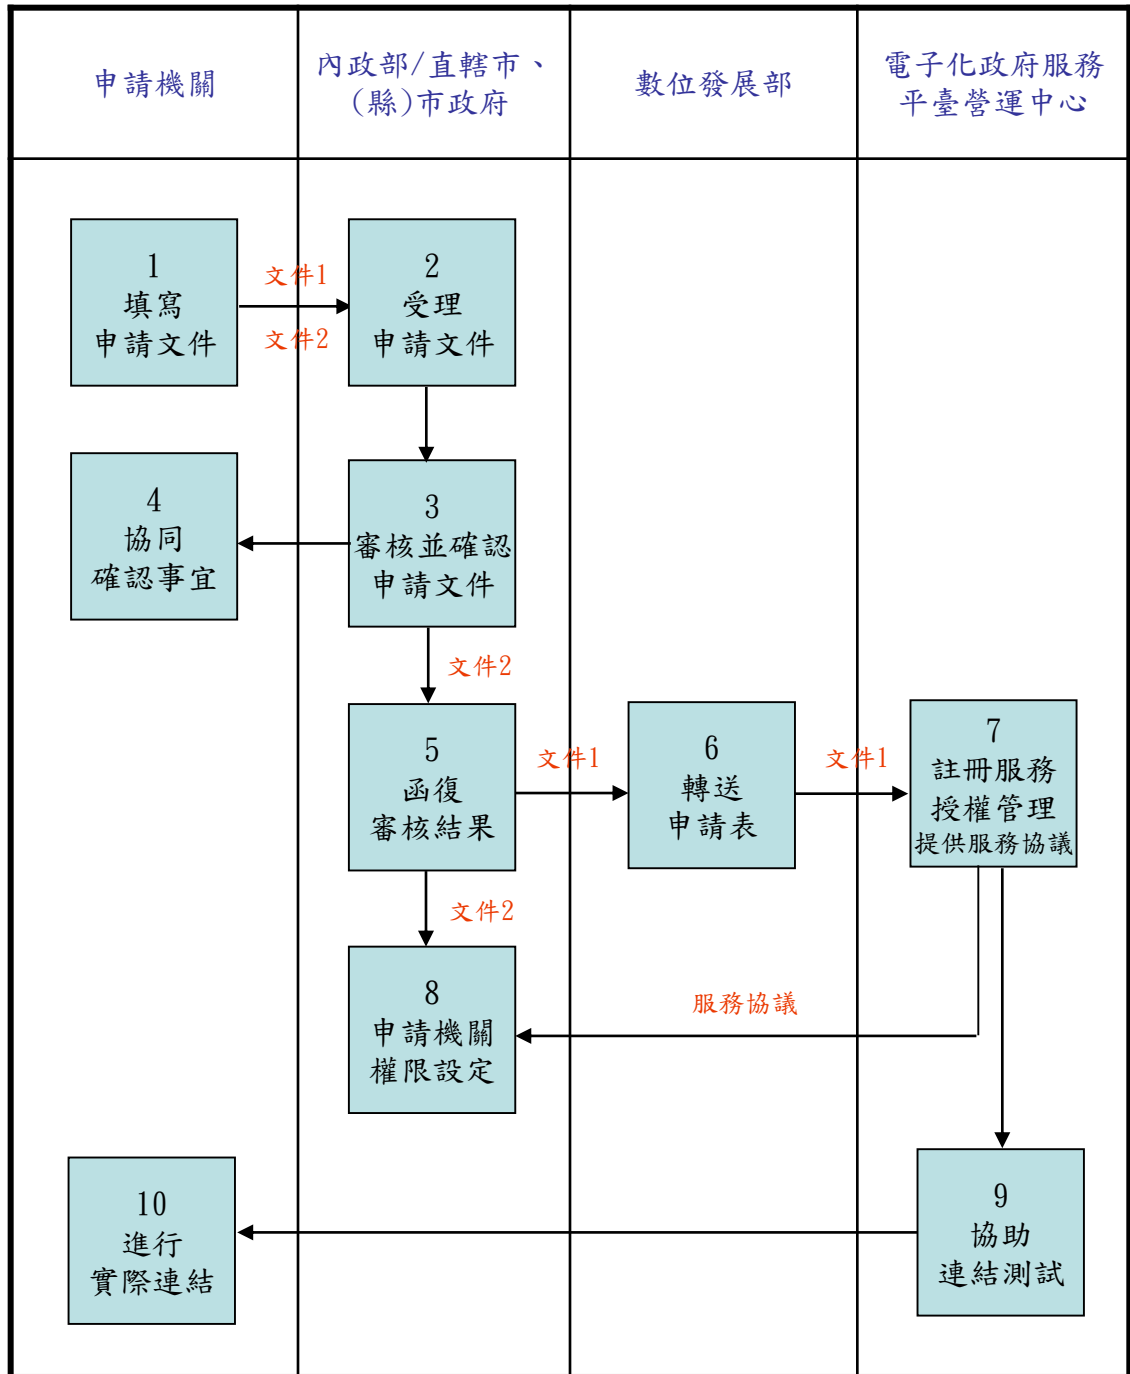 申請機關
內政部/直轄市、
(縣)市政府
數位發展部
電子化政府服務
平臺營運中心
1
填寫
申請文件
文件1
文件2
2
受理
申請文件
4
協同
確認事宜
3
審核並確認
申請文件
文件2
5
函復
審核結果
文件1
6
轉送
申請表
文件1
7
註冊服務
授權管理
提供服務協議
文件2
8
申請機關
權限設定
服務協議
10
進行
實際連結
9
協助
連結測試